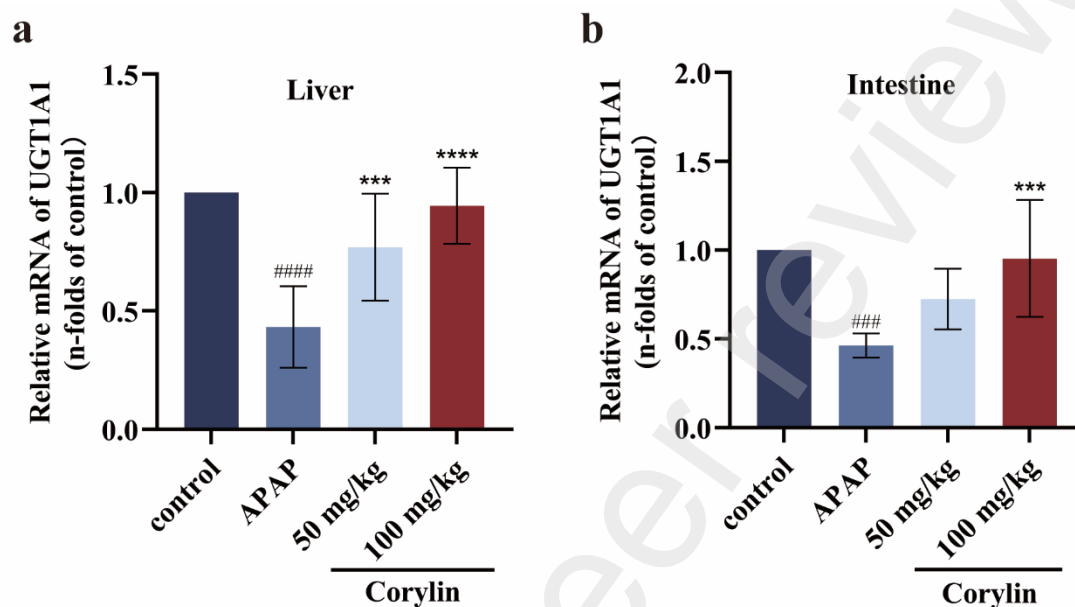 a
Relative mRNA of UGT1A1
(n-folds of control)
1.5
1.0
0.5
0.0
Liver
####
***
****
control
APAP
50 mg/kg
100 mg/kg
Corylin
b
Relative mRNA of UGT1A1
(n-folds of control)
2.0
1.5
1.0
0.5
0.0
Intestine
###
***
control
APAP
50 mg/kg
100 mg/kg
Corylin
eer review